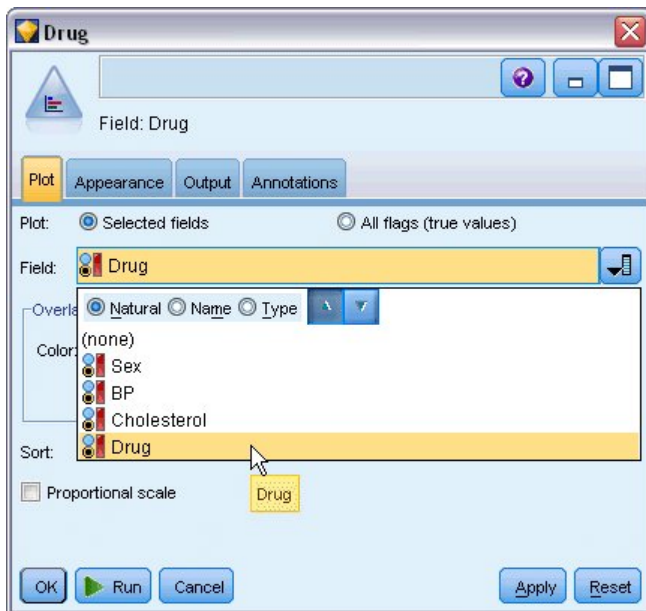 Drug
Field: Drug
Plot Appearance Output Annotations
Plot: Selected fields All flags (true values)
Field: Drug
Natural Name Type
Color:
(none)
Sex
BP
Cholesterol
Drug
Sort:
Drug
Proportional scale
OK Run Cancel Apply Reset